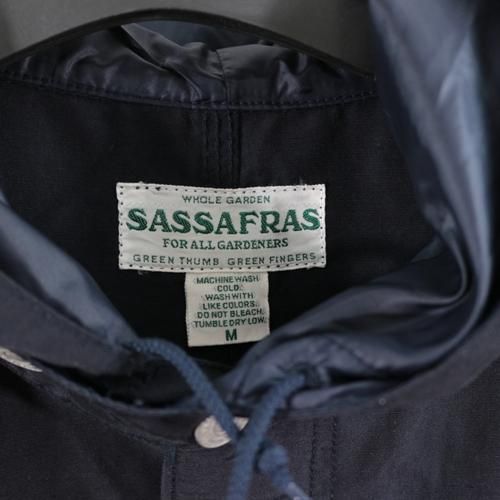 WHOLE GARDEN
SASSAFRAS
FOR ALL GARDENERS
GREEN THUMB GREEN FINGERS
MACHINE WASH
COLD.
WASH WITH
LIKE COLORS.
DO NOT BLEACH.
TUMBLE DRY LOW.
M